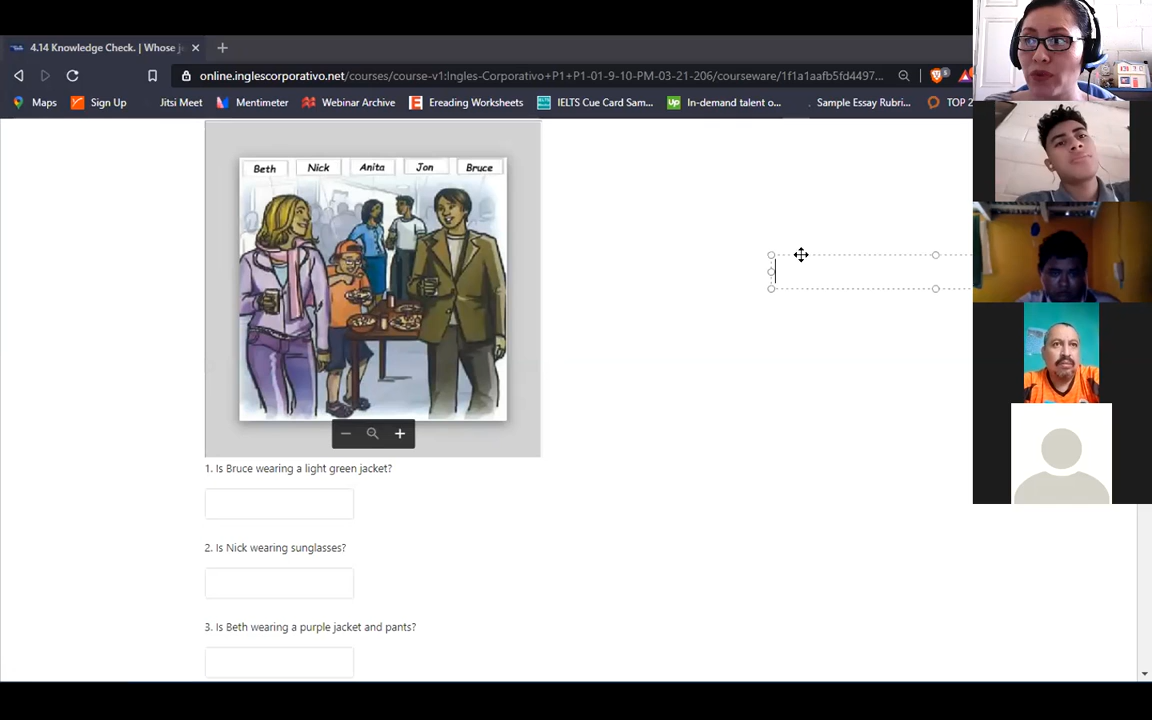 4.14 Knowledge Check. | Whose j
online.inglescorporativo.net/courses/course-v1:Ingles-Corporativo+P1+P1-01-9-10-PM-03-21-206/courseware/1f1a1aafb5fd4497...
Maps Sign Up Jitsi Meet Mentimeter Webinar Archive Ereading Worksheets IELTS Cue Card Sam... In-demand talent o... Sample Essay Rubri... TOP 2
Beth Nick Anita Jon Bruce
1. Is Bruce wearing a light green jacket?
2. Is Nick wearing sunglasses?
3. Is Beth wearing a purple jacket and pants?